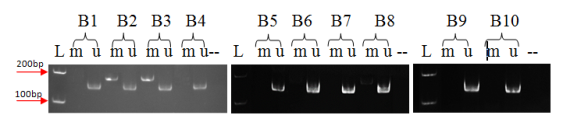 B1 B2 B3 B4 B5 B6 B7 B8 B9 B10
L m u m u m u m u -- L m u m u m u m u -- L m u m u --
200bp
100bp